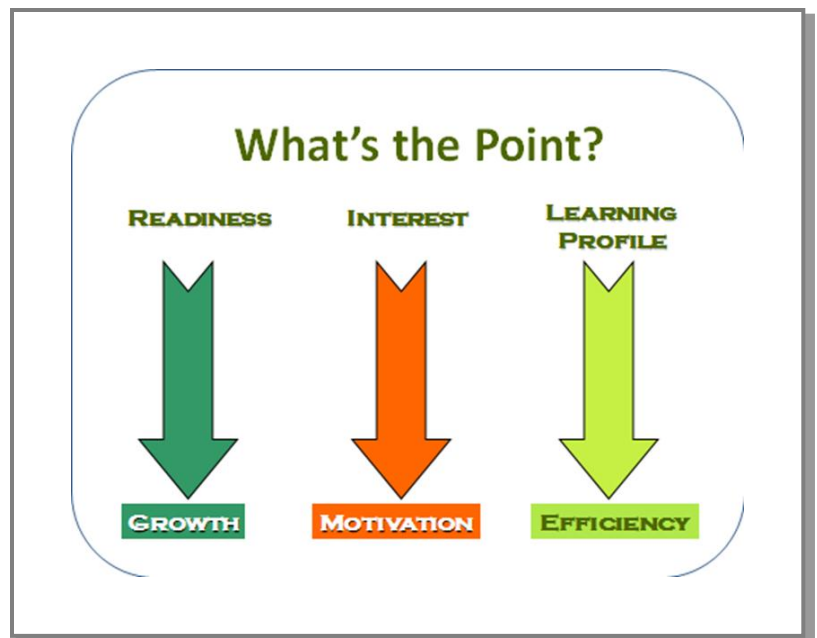 What's the Point?
Readiness
Interest
Learning
Profile
Growth
Motivation
Efficiency